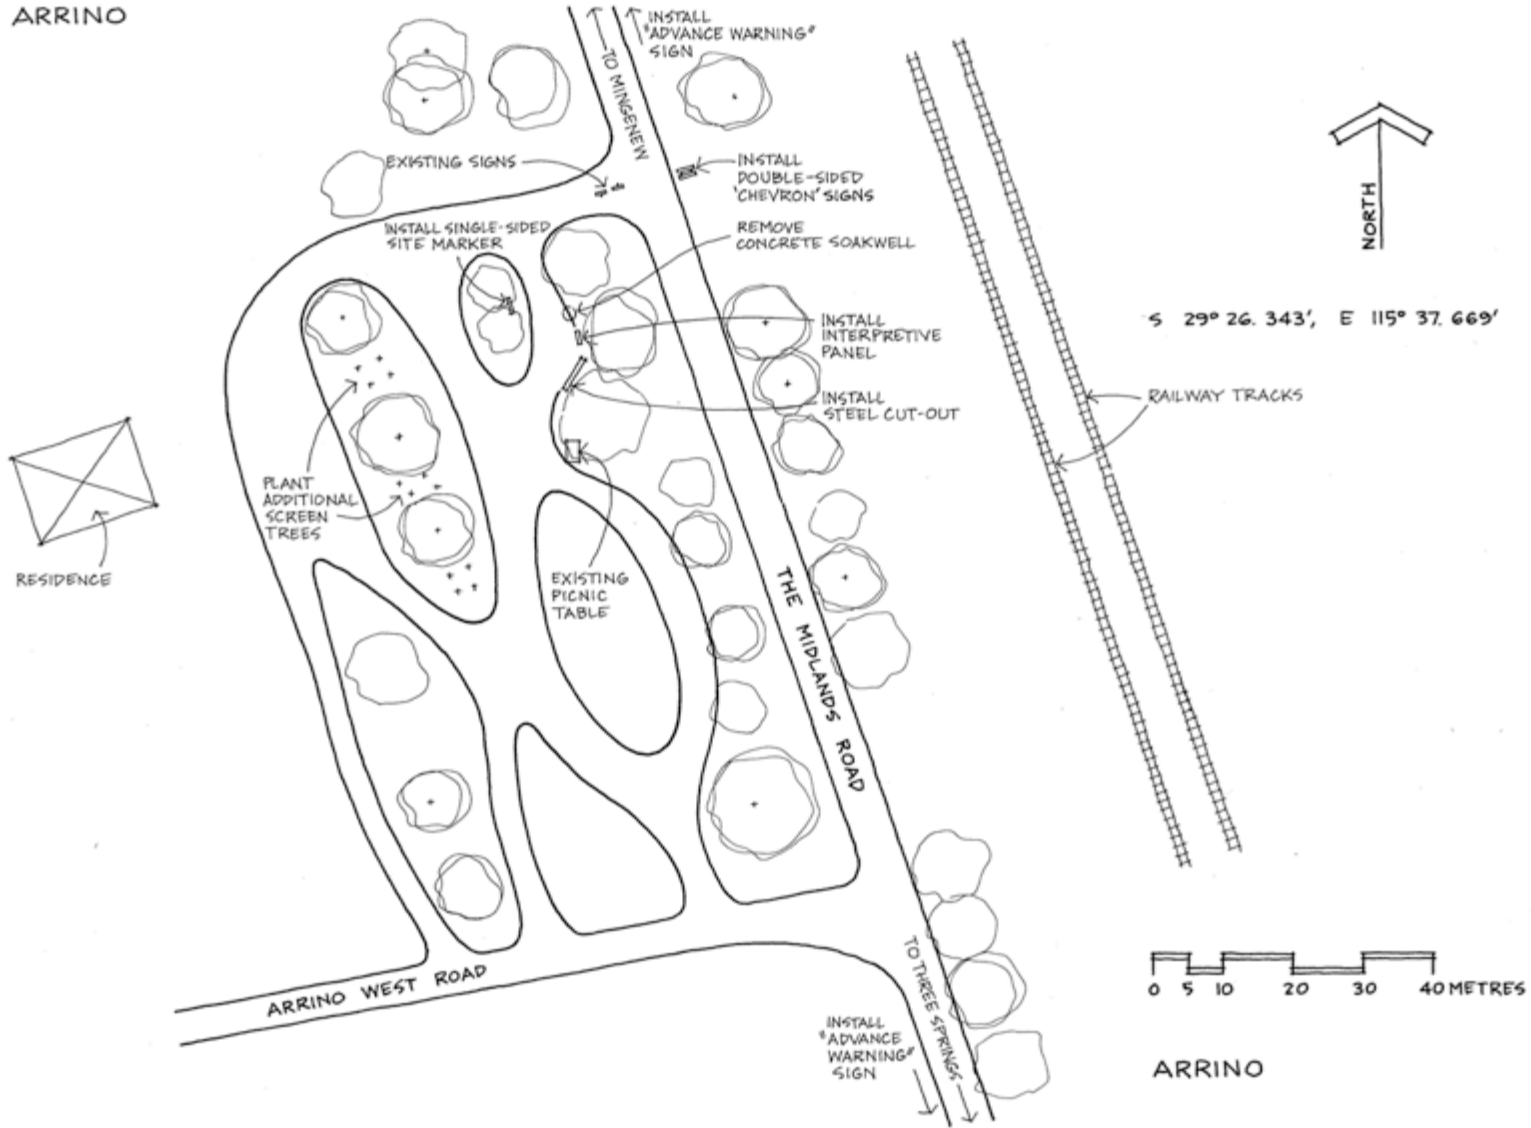 ARRINO
INSTALL
"ADVANCE WARNING"
SIGN
TO MINGENEW
EXISTING SIGNS
INSTALL
DOUBLE-SIDED
'CHEVRON' SIGNS
NORTH
INSTALL SINGLE-SIDED
SITE MARKER
REMOVE
CONCRETE SOAKWELL
INSTALL
INTERPRETIVE
PANEL
S 29° 26. 343', E 115° 37. 669'
INSTALL
STEEL CUT-OUT
RAILWAY TRACKS
PLANT
ADDITIONAL
SCREEN
TREES
RESIDENCE
EXISTING
PICNIC
TABLE
THE MIDLANDS ROAD
ARRINO WEST ROAD
TO THREE SPRINGS
INSTALL
"ADVANCE
WARNING"
SIGN
0 5 10 20 30 40 METRES
ARRINO